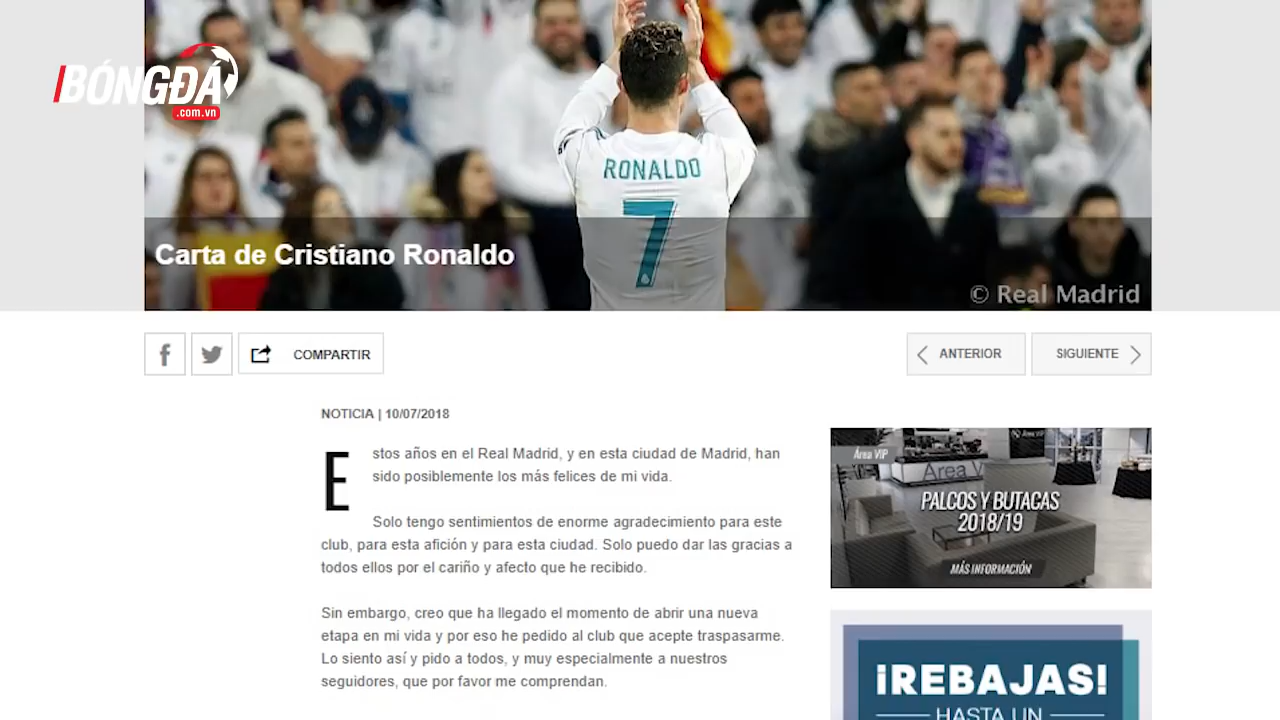 BÓNGĐÁ
.com.vn
RONALDO
7
Carta de Cristiano Ronaldo
© Real Madrid
COMPARTIR
ANTERIOR
SIGUIENTE
NOTICIA | 10/07/2018
Estos años en el Real Madrid, y en esta ciudad de Madrid, han
sido posiblemente los más felices de mi vida.
Solo tengo sentimientos de enorme agradecimiento para este
club, para esta afición y para esta ciudad. Solo puedo dar las gracias a
todos ellos por el cariño y afecto que he recibido.
Sin embargo, creo que ha llegado el momento de abrir una nueva
etapa en mi vida y por eso he pedido al club que acepte traspasarme.
Lo siento así y pido a todos, y muy especialmente a nuestros
seguidores, que por favor me comprendan.
Área VIP
Área VIP
Área VIP
PALCOS Y BUTACAS
2018/19
MÁS INFORMACIÓN
¡REBAJAS!
HASTA UN